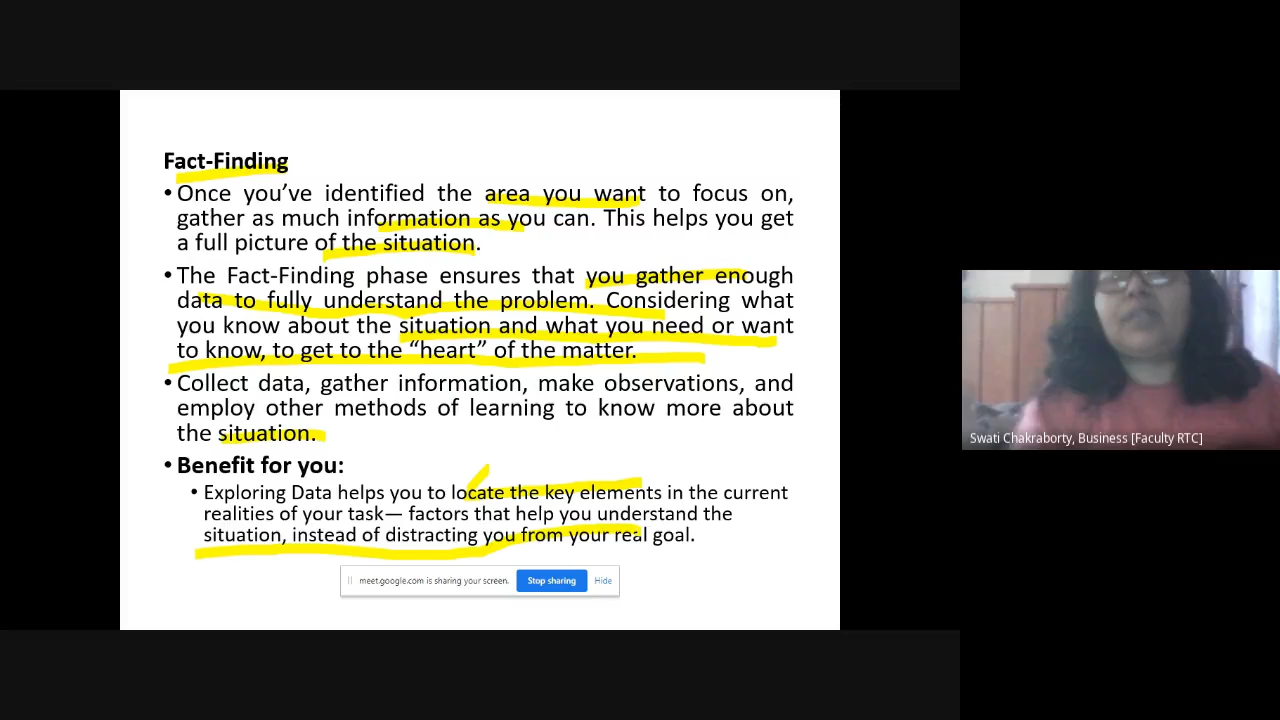 Fact-Finding
• Once you’ve identified the area you want to focus on,
gather as much information as you can. This helps you get
a full picture of the situation.
• The Fact-Finding phase ensures that you gather enough
data to fully understand the problem. Considering what
you know about the situation and what you need or want
to know, to get to the “heart” of the matter.
• Collect data, gather information, make observations, and
employ other methods of learning to know more about
the situation.
• Benefit for you:
• Exploring Data helps you to locate the key elements in the current
realities of your task— factors that help you understand the
situation, instead of distracting you from your real goal.
meet.google.com is sharing your screen. Stop sharing Hide
Swati Chakraborty, Business [Faculty RTC]